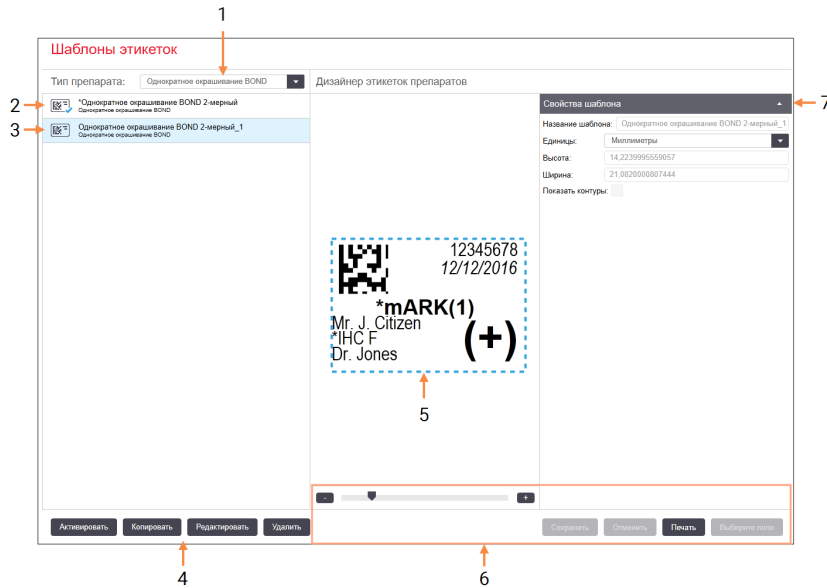 1
Шаблоны этикеток
Тип препарата: Однократное окрашивание BOND
Дизайнер этикеток препаратов
2
*Однократное окрашивание BOND 2-мерный
Однократное окрашивание BOND
3
Однократное окрашивание BOND 2-мерный_1
Однократное окрашивание BOND
Свойства шаблона
7
Название шаблона: Однократное окрашивание BOND 2-мерный_1
Единицы: Миллиметры
Высота: 14,2239995559057
Ширина: 21,0820000807444
Показать контуры:
12345678
12/12/2016
*mARK(1)
Mr. J. Citizen
*IHC F
Dr. Jones
(+)
5
- +
Активировать Копировать Редактировать Удалить
Сохранить Отменить Печать Выберите поля
4
6